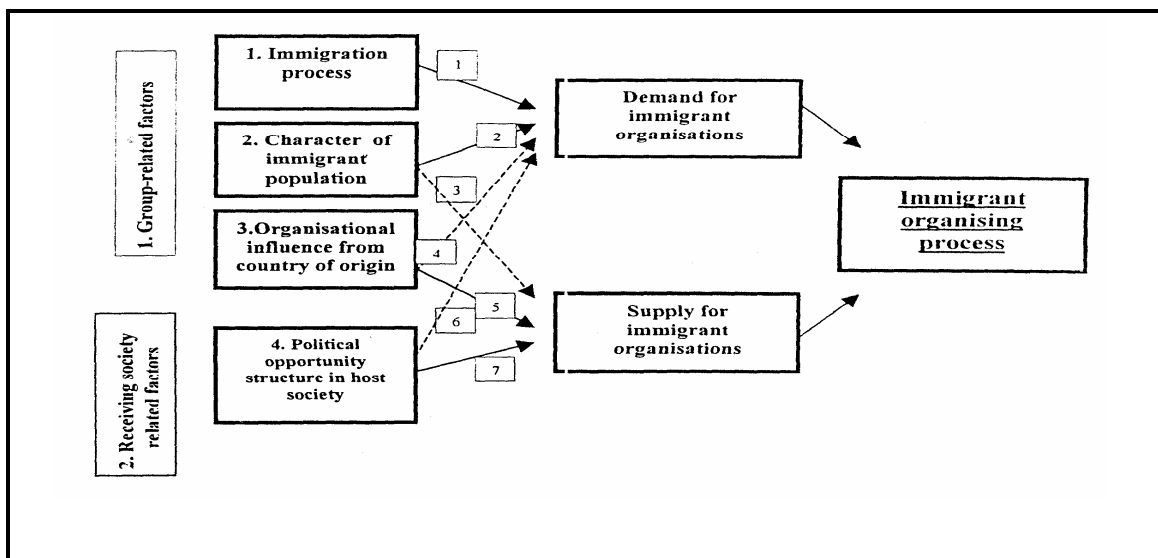 1. Group-related factors
2. Receiving society
related factors
1. Immigration
process
2. Character of
immigrant
population
3.Organisational
influence from
country of origin
4. Political
opportunity
structure in host
society
1
2
3
4
5
6
7
Demand for
immigrant
organisations
Supply for
immigrant
organisations
Immigrant
organising
process